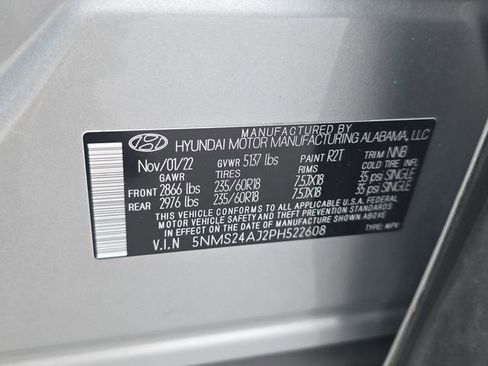 MANUFACTURED BY
HYUNDAI MOTOR MANUFACTURING ALABAMA, LLC
Nov/01/22 GVWR 5137 lbs PAINT R2T TRIM NNB
GAWR TIRES RIMS COLD TIRE INFL.
FRONT 2866 lbs 235/60R18 7.5JX18 35 psi SINGLE
REAR 2976 lbs 235/60R18 7.5JX18 35 psi SINGLE
THIS VEHICLE CONFORMS TO ALL APPLICABLE U.S. FEDERAL MOTOR
VEHICLE SAFETY AND THEFT PREVENTION STANDARDS
IN EFFECT ON THE DATE OF MANUFACTURE SHOWN ABOVE.
V.I.N 5NMS24AJ2PH522608 TYPE: MPV